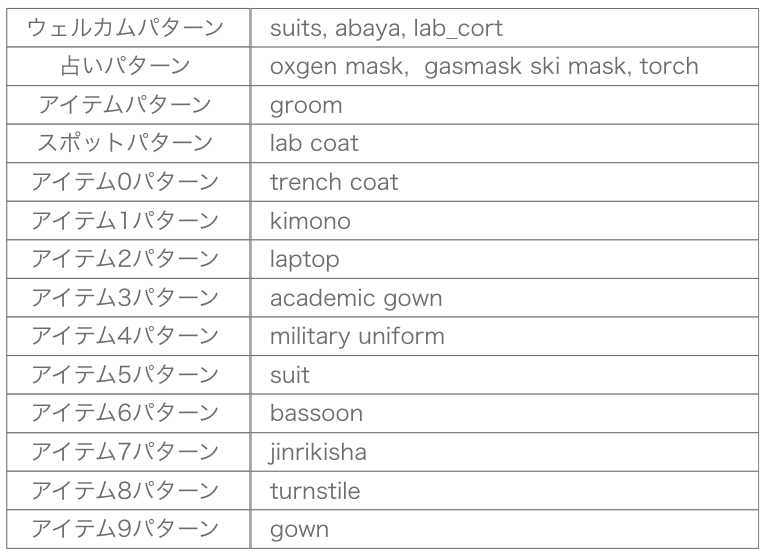 ウェルカムパターン suits, abaya, lab_cort
占いパターン oxgen mask, gasmask ski mask, torch
アイテムパターン groom
スポットパターン lab coat
アイテム0パターン trench coat
アイテム1パターン kimono
アイテム2パターン laptop
アイテム3パターン academic gown
アイテム4パターン military uniform
アイテム5パターン suit
アイテム6パターン bassoon
アイテム7パターン jinrikisha
アイテム8パターン turnstile
アイテム9パターン gown